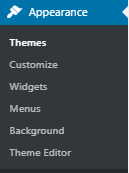 Appearance
Themes
Customize
Widgets
Menus
Background
Theme Editor